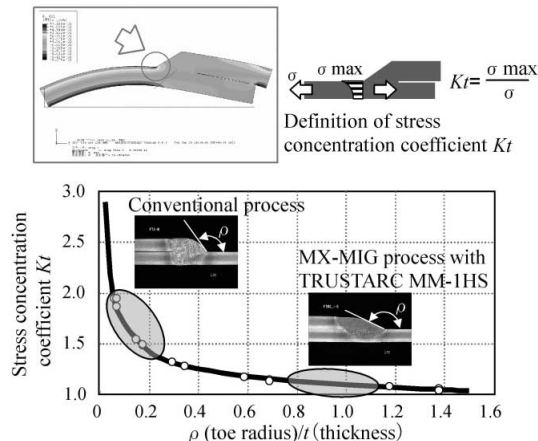 σ
σ max
Kt = σ max / σ
Definition of stress
concentration coefficient Kt
Stress concentration
coefficient Kt
3.0
2.5
2.0
1.5
1.0
Conventional process
ρ
MX-MIG process with
TRUSTARC MM-1HS
ρ
0
0.2
0.4
0.6
0.8
1.0
1.2
1.4
1.6
ρ (toe radius)/t (thickness)